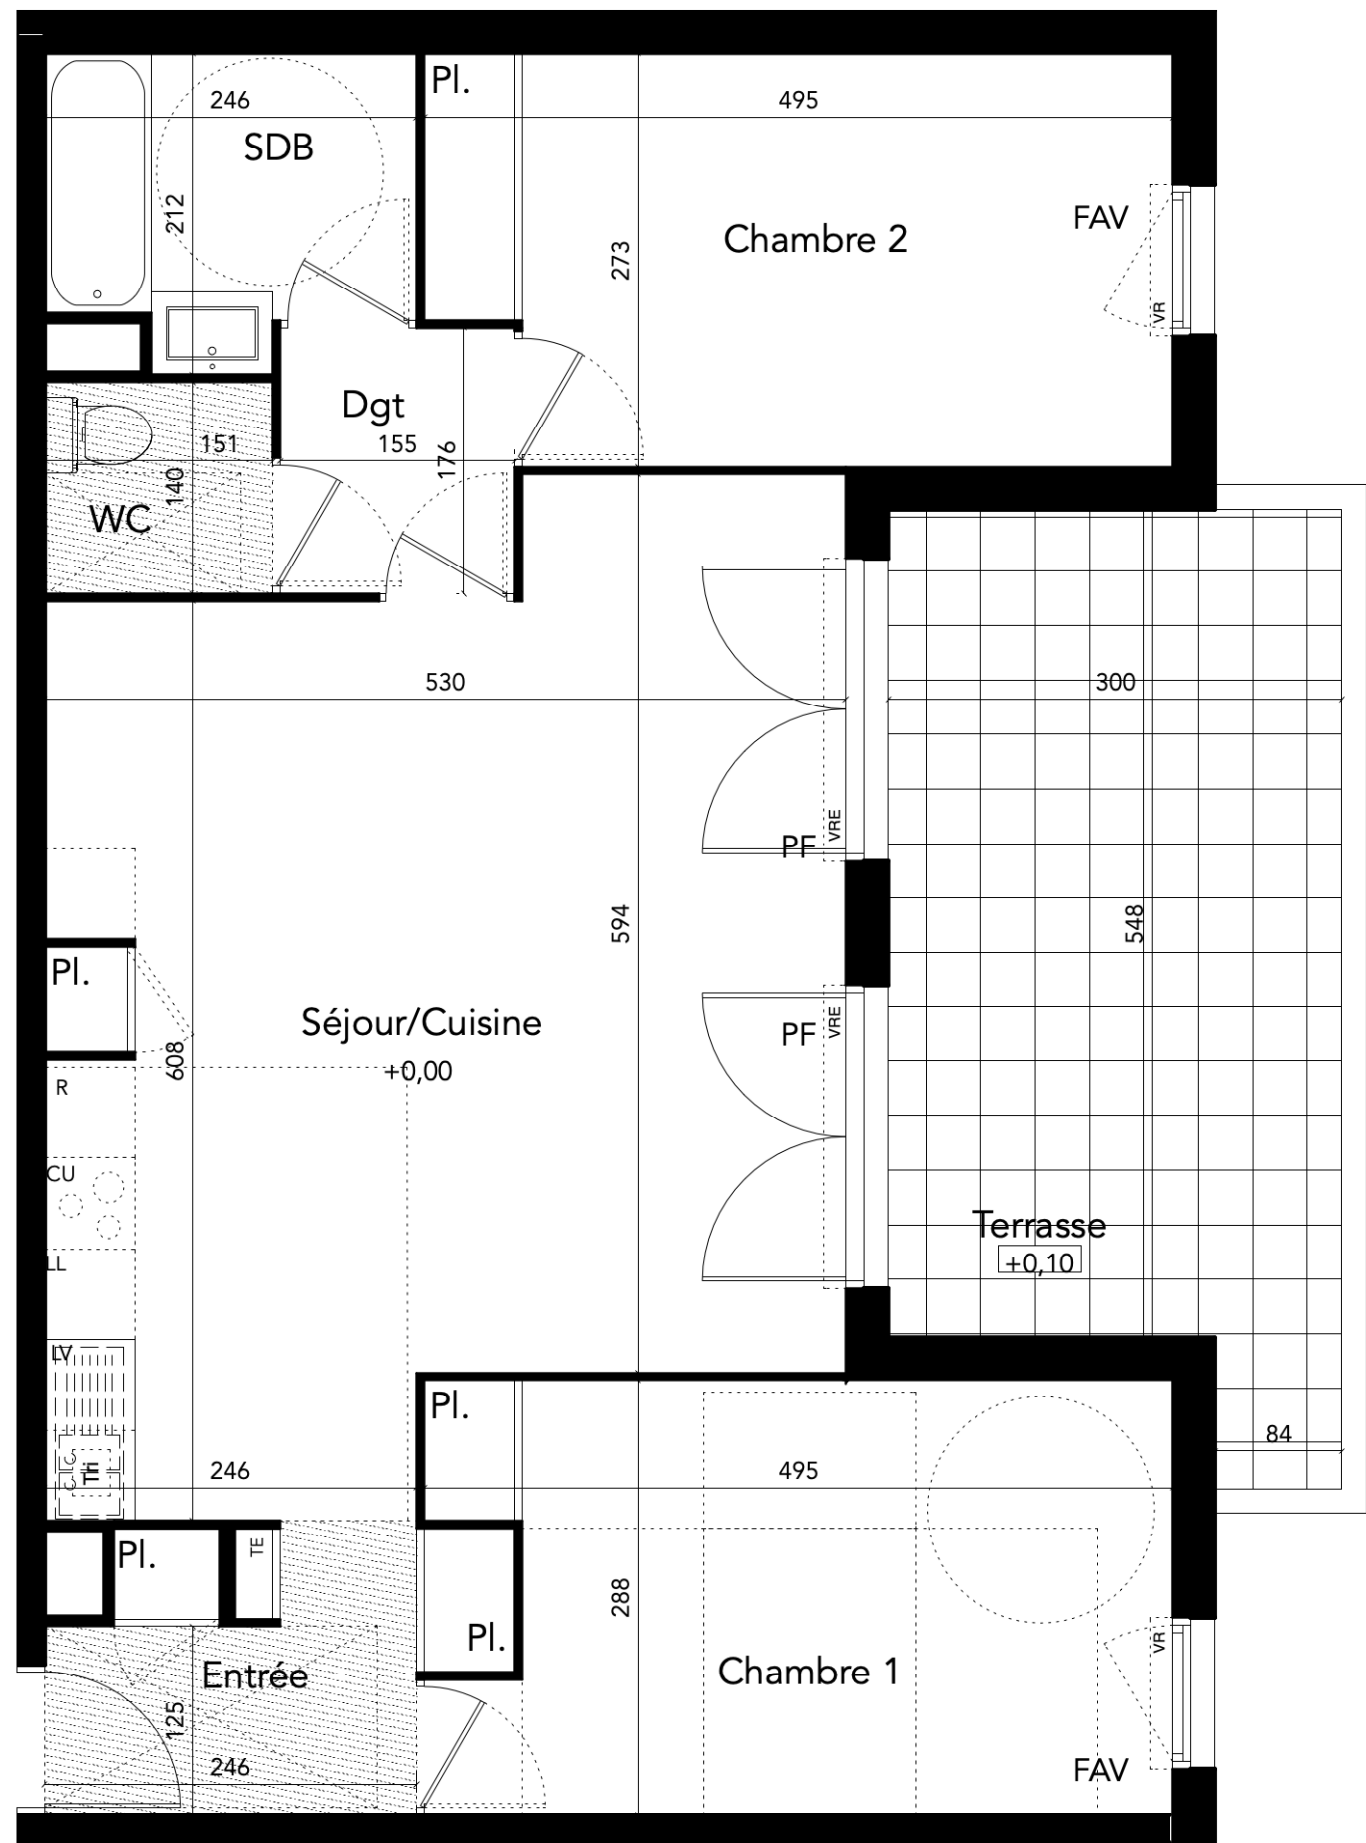 Pl.
246
495
SDB
212
FAV
Chambre 2
273
VR
Dgt
151
155
176
140
WC
530
300
VRE
PF
594
548
Pl.
Séjour/Cuisine
PF
VRE
+0,00
608
R
CU
Terrasse
+0,10
LL
LV
Pl.
84
246
495
C
C
Tri
Pl.
TE
288
Pl.
VR
Entrée
Chambre 1
125
246
FAV